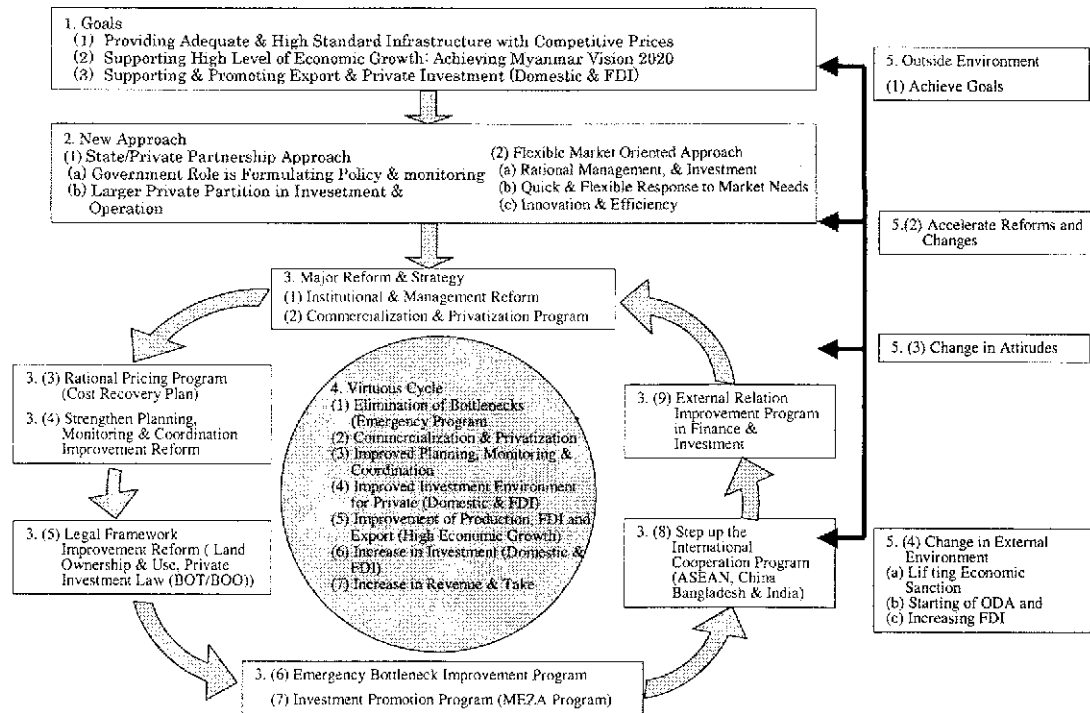 1. Goals
(1) Providing Adequate & High Standard Infrastructure with Competitive Prices
(2) Supporting High Level of Economic Growth: Achieving Myanmar Vision 2020
(3) Supporting & Promoting Export & Private Investment (Domestic & FDI)
2. New Approach
(1) State/Private Partnership Approach
(a) Government Role is Formulating Policy & monitoring
(b) Larger Private Partition in Invesetment &
Operation
(2) Flexible Market Oriented Approach
(a) Rational Management, & Investment
(b) Quick & Flexible Response to Market Needs
(c) Innovation & Efficiency
3. Major Reform & Strategy
(1) Institutional & Management Reform
(2) Commercialization & Privatization Program
3. (3) Rational Pricing Program
(Cost Recovery Plan)
3. (4) Strengthen Planning,
Monitoring & Coordination
Improvement Reform
3. (5) Legal Framework
Improvement Reform ( Land
Ownership & Use, Private
Investment Law (BOT/BOO))
3. (6) Emergency Bottleneck Improvement Program
(7) Investment Promotion Program (MEZA Program)
3. (8) Step up the
International
Cooperation Program
(ASEAN, China
Bangladesh & India)
3. (9) External Relation
Improvement Program
in Finance &
Investment
4. Virtuous Cycle
(1) Elimination of Bottlenecks
(Emergency Program
(2) Commercialization & Privatization
(3) Improved Planning, Monitoring &
Coordination
(4) Improved Investment Environment
for Private (Domestic & FDI)
(5) Improvement of Production, FDI and
Export (High Economic Growth)
(6) Increase in Investment (Domestic &
FDI)
(7) Increase in Revenue & Take
5. Outside Environment
(1) Achieve Goals
5.(2) Accelerate Reforms and
Changes
5. (3) Change in Attitudes
5. (4) Change in External
Environment
(a) Lifting Economic
Sanction
(b) Starting of ODA and
(c) Increasing FDI